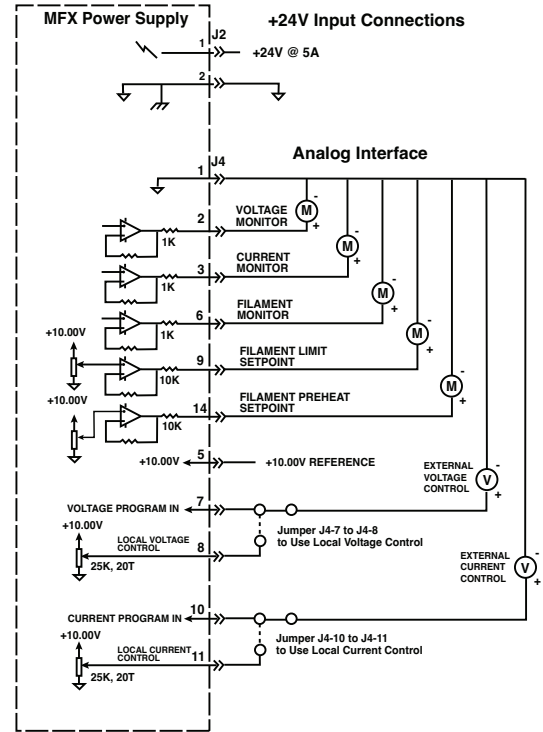 MFX Power Supply
+24V Input Connections
J2
1
+24V @ 5A
2
Analog Interface
J4
1
2
VOLTAGE
MONITOR
M
-
+
1K
3
CURRENT
MONITOR
M
-
+
1K
6
FILAMENT
MONITOR
M
-
+
1K
+10.00V
9
FILAMENT LIMIT
SETPOINT
M
-
+
10K
+10.00V
14
FILAMENT PREHEAT
SETPOINT
M
-
+
10K
+10.00V
5
+10.00V REFERENCE
EXTERNAL
VOLTAGE
CONTROL
V
-
+
VOLTAGE PROGRAM IN
7
Jumper J4-7 to J4-8
to Use Local Voltage Control
+10.00V
LOCAL VOLTAGE
CONTROL
8
25K, 20T
EXTERNAL
CURRENT
CONTROL
V
-
+
CURRENT PROGRAM IN
10
Jumper J4-10 to J4-11
to Use Local Current Control
+10.00V
LOCAL CURRENT
CONTROL
11
25K, 20T